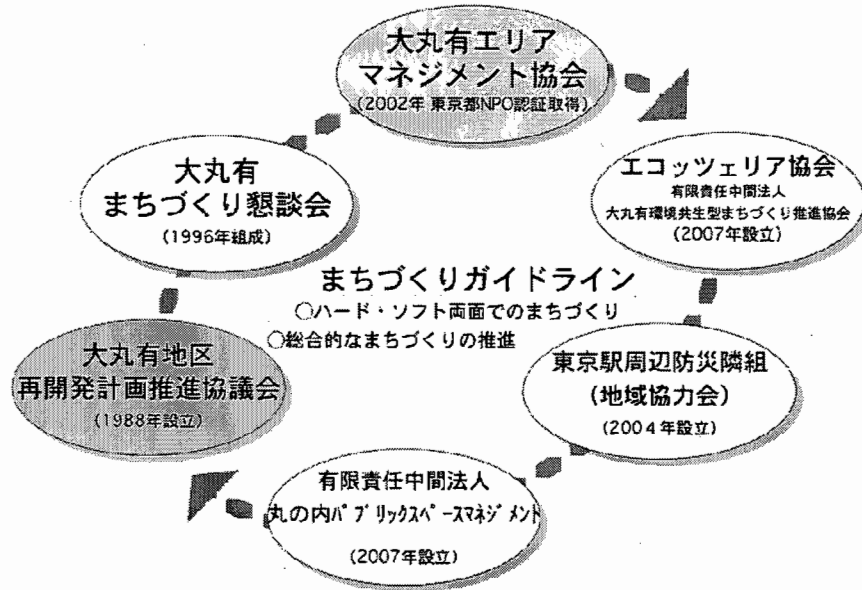 大丸有エリア
マネジメント協会
(2002年 東京都NPO認証取得)
エコッツェリア協会
有限責任中間法人
大丸有環境共生型まちづくり推進協会
(2007年設立)
大丸有
まちづくり懇談会
(1996年組成)
まちづくりガイドライン
○ハード・ソフト両面でのまちづくり
○総合的なまちづくりの推進
大丸有地区
再開発計画推進協議会
(1988年設立)
東京駅周辺防災隣組
(地域協力会)
(2004年設立)
有限責任中間法人
丸の内ﾊﾟﾌﾞﾘｯｸｽﾍﾟｰｽﾏﾈｼﾞﾒﾝﾄ
(2007年設立)